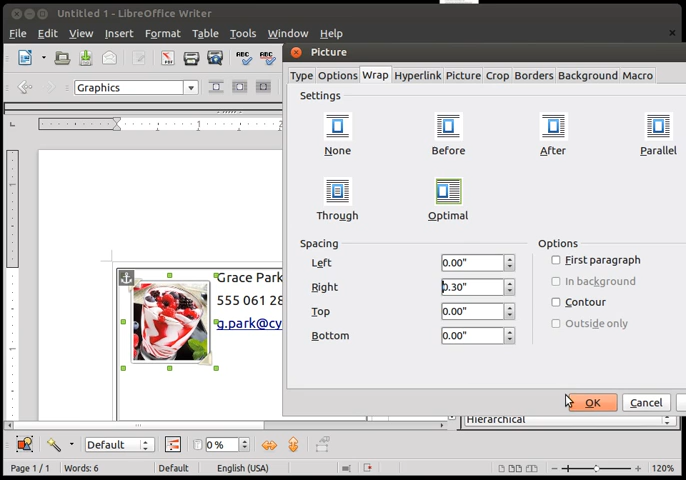 Untitled 1 - LibreOffice Writer
File Edit View Insert Format Table Tools Window Help
Picture
Graphics
Type Options Wrap Hyperlink Picture Crop Borders Background Macro
Settings
None Before After Parallel
Through Optimal
Spacing Options
Left 0.00" First paragraph
Right 0.30" In background
Top 0.00" Contour
Bottom 0.00" Outside only
Grace Park
555 061 28
g.park@cy
OK Cancel
Hierarchical
Default 0 %
Page 1 / 1 Words: 6 Default English (USA) 120%